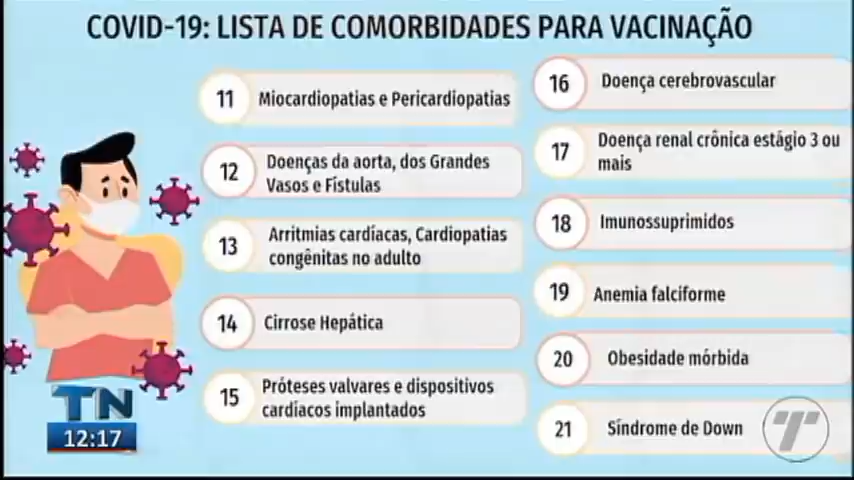 COVID-19: LISTA DE COMORBIDADES PARA VACINAÇÃO
11
Miocardiopatias e Pericardiopatias
12
Doenças da aorta, dos Grandes
Vasos e Fístulas
13
Arritmias cardíacas, Cardiopatias
congênitas no adulto
14
Cirrose Hepática
15
Próteses valvares e dispositivos
cardíacos implantados
16
Doença cerebrovascular
17
Doença renal crônica estágio 3 ou
mais
18
Imunossuprimidos
19
Anemia falciforme
20
Obesidade mórbida
21
Síndrome de Down
TN
12:17
T